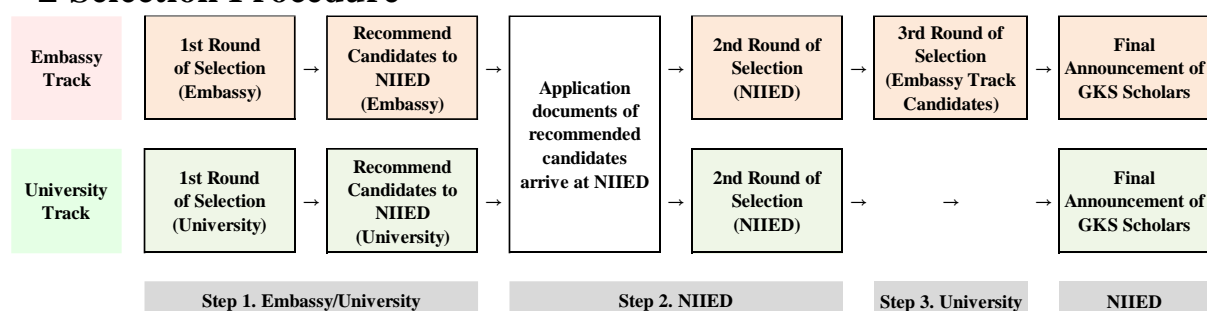 2 Selection Procedure
Embassy
Track
1st Round
of Selection
(Embassy)
→
Recommend
Candidates to
NIIED
(Embassy)
→
Application
documents of
recommended
candidates
arrive at NIIED
→
2nd Round of
Selection
(NIIED)
→
3rd Round of
Selection
(Embassy Track
Candidates)
→
Final
Announcement of
GKS Scholars
University
Track
1st Round
of Selection
(University)
→
Recommend
Candidates to
NIIED
(University)
→
→
2nd Round of
Selection
(NIIED)
→
→
→
Final
Announcement of
GKS Scholars
Step 1. Embassy/University
Step 2. NIIED
Step 3. University
NIIED